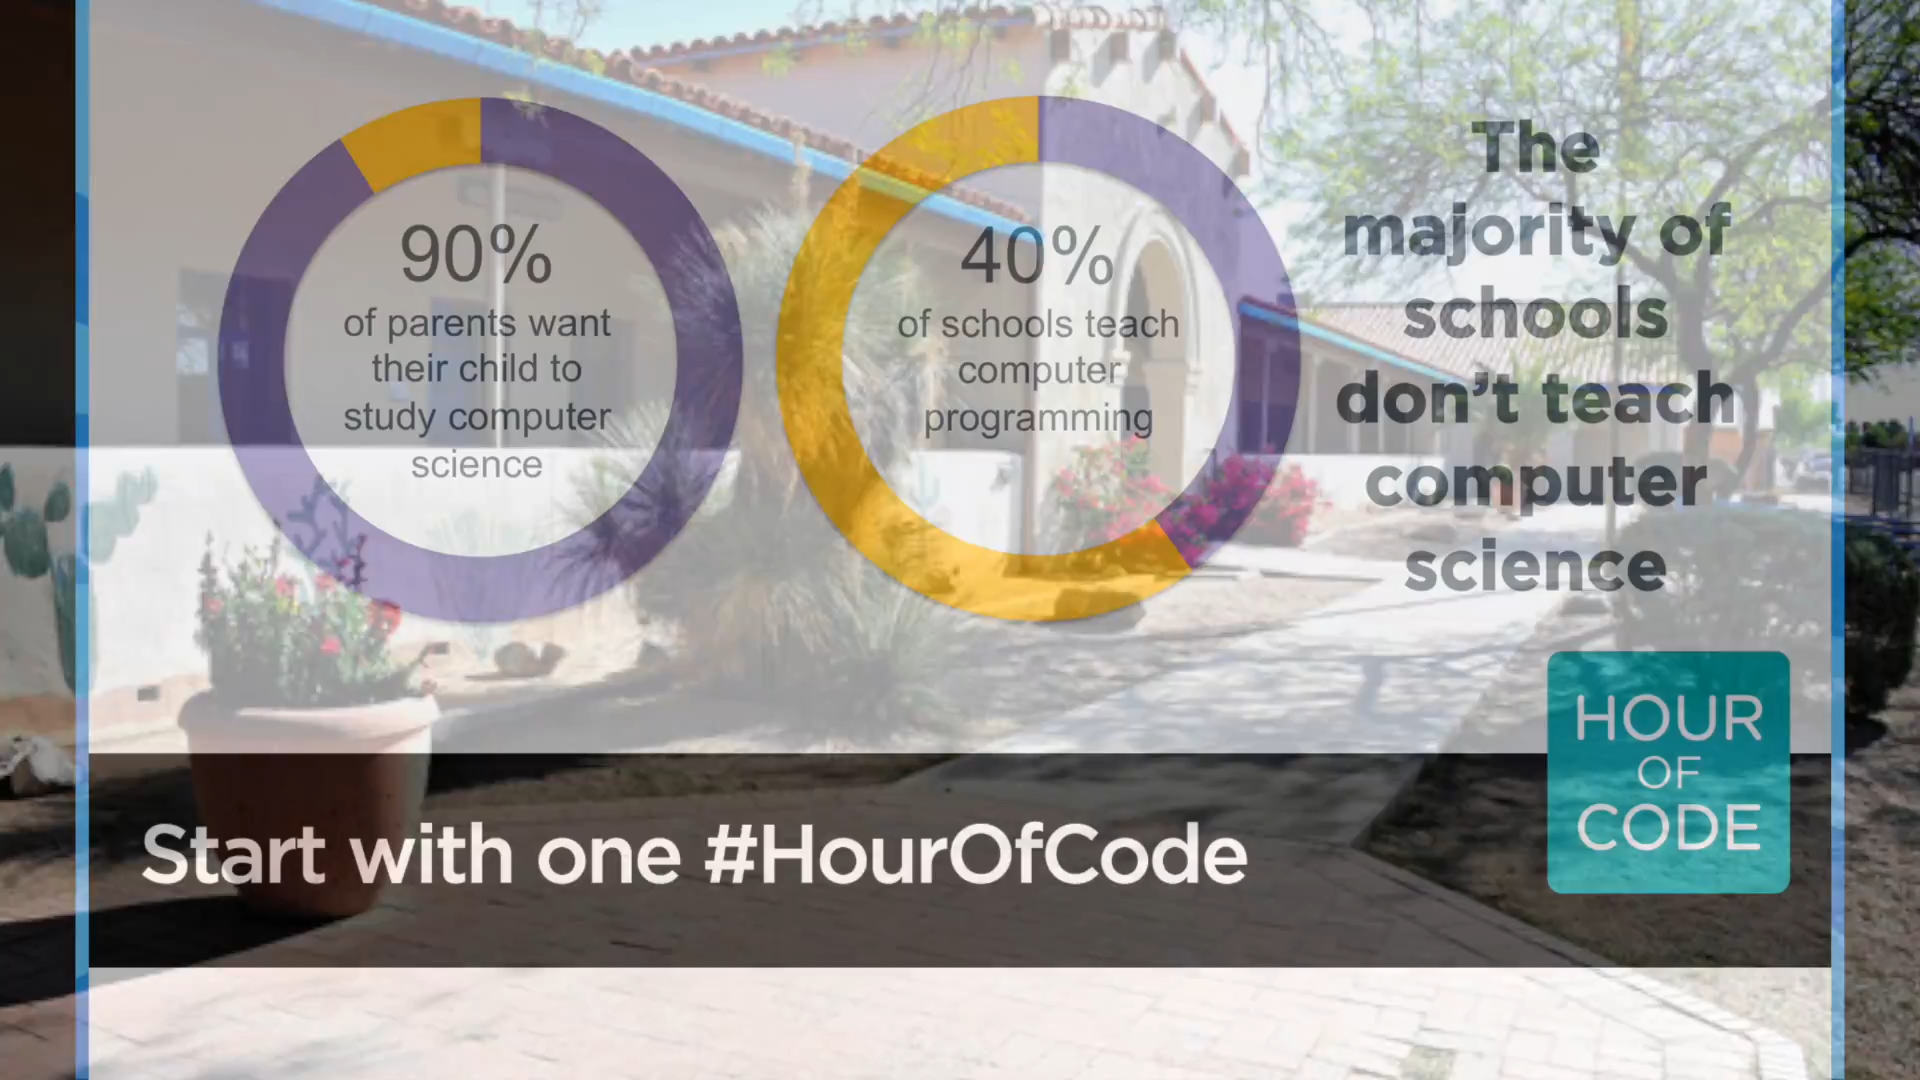 90%
of parents want
their child to
study computer
science
40%
of schools teach
computer
programming
The
majority of
schools
don't teach
computer
science
HOUR
OF
CODE
Start with one #HourOfCode